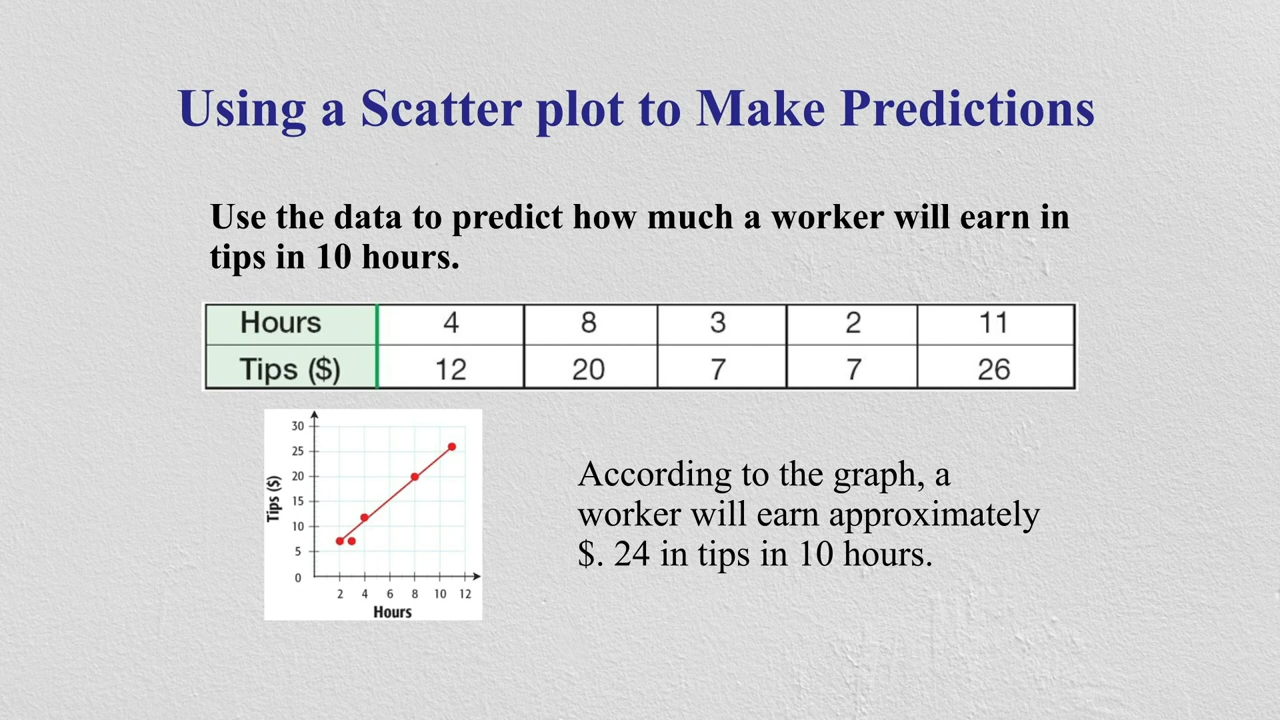 Using a Scatter plot to Make Predictions
Use the data to predict how much a worker will earn in
tips in 10 hours.
Hours 4 8 3 2 11
Tips ($) 12 20 7 7 26
30
25
20
15
10
5
0
Tips ($)
2 4 6 8 10 12
Hours
According to the graph, a
worker will earn approximately
$. 24 in tips in 10 hours.